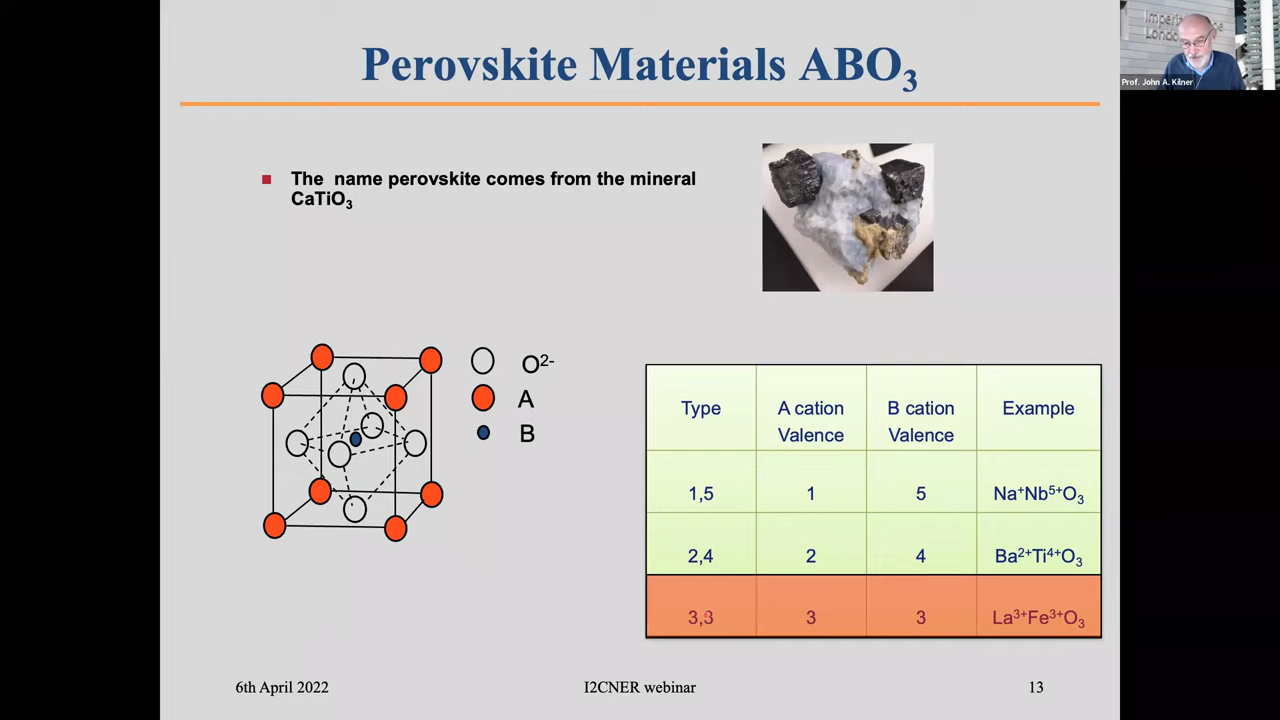 Perovskite Materials ABO₃
Imperi
Londo
Prof. John A. Kilner
■ The name perovskite comes from the mineral
CaTiO₃
O²⁻
A
B
Type A cation Valence B cation Valence Example
1,5 1 5 Na⁺Nb⁵⁺O₃
2,4 2 4 Ba²⁺Ti⁴⁺O₃
3,3 3 3 La³⁺Fe³⁺O₃
6th April 2022 I2CNER webinar 13